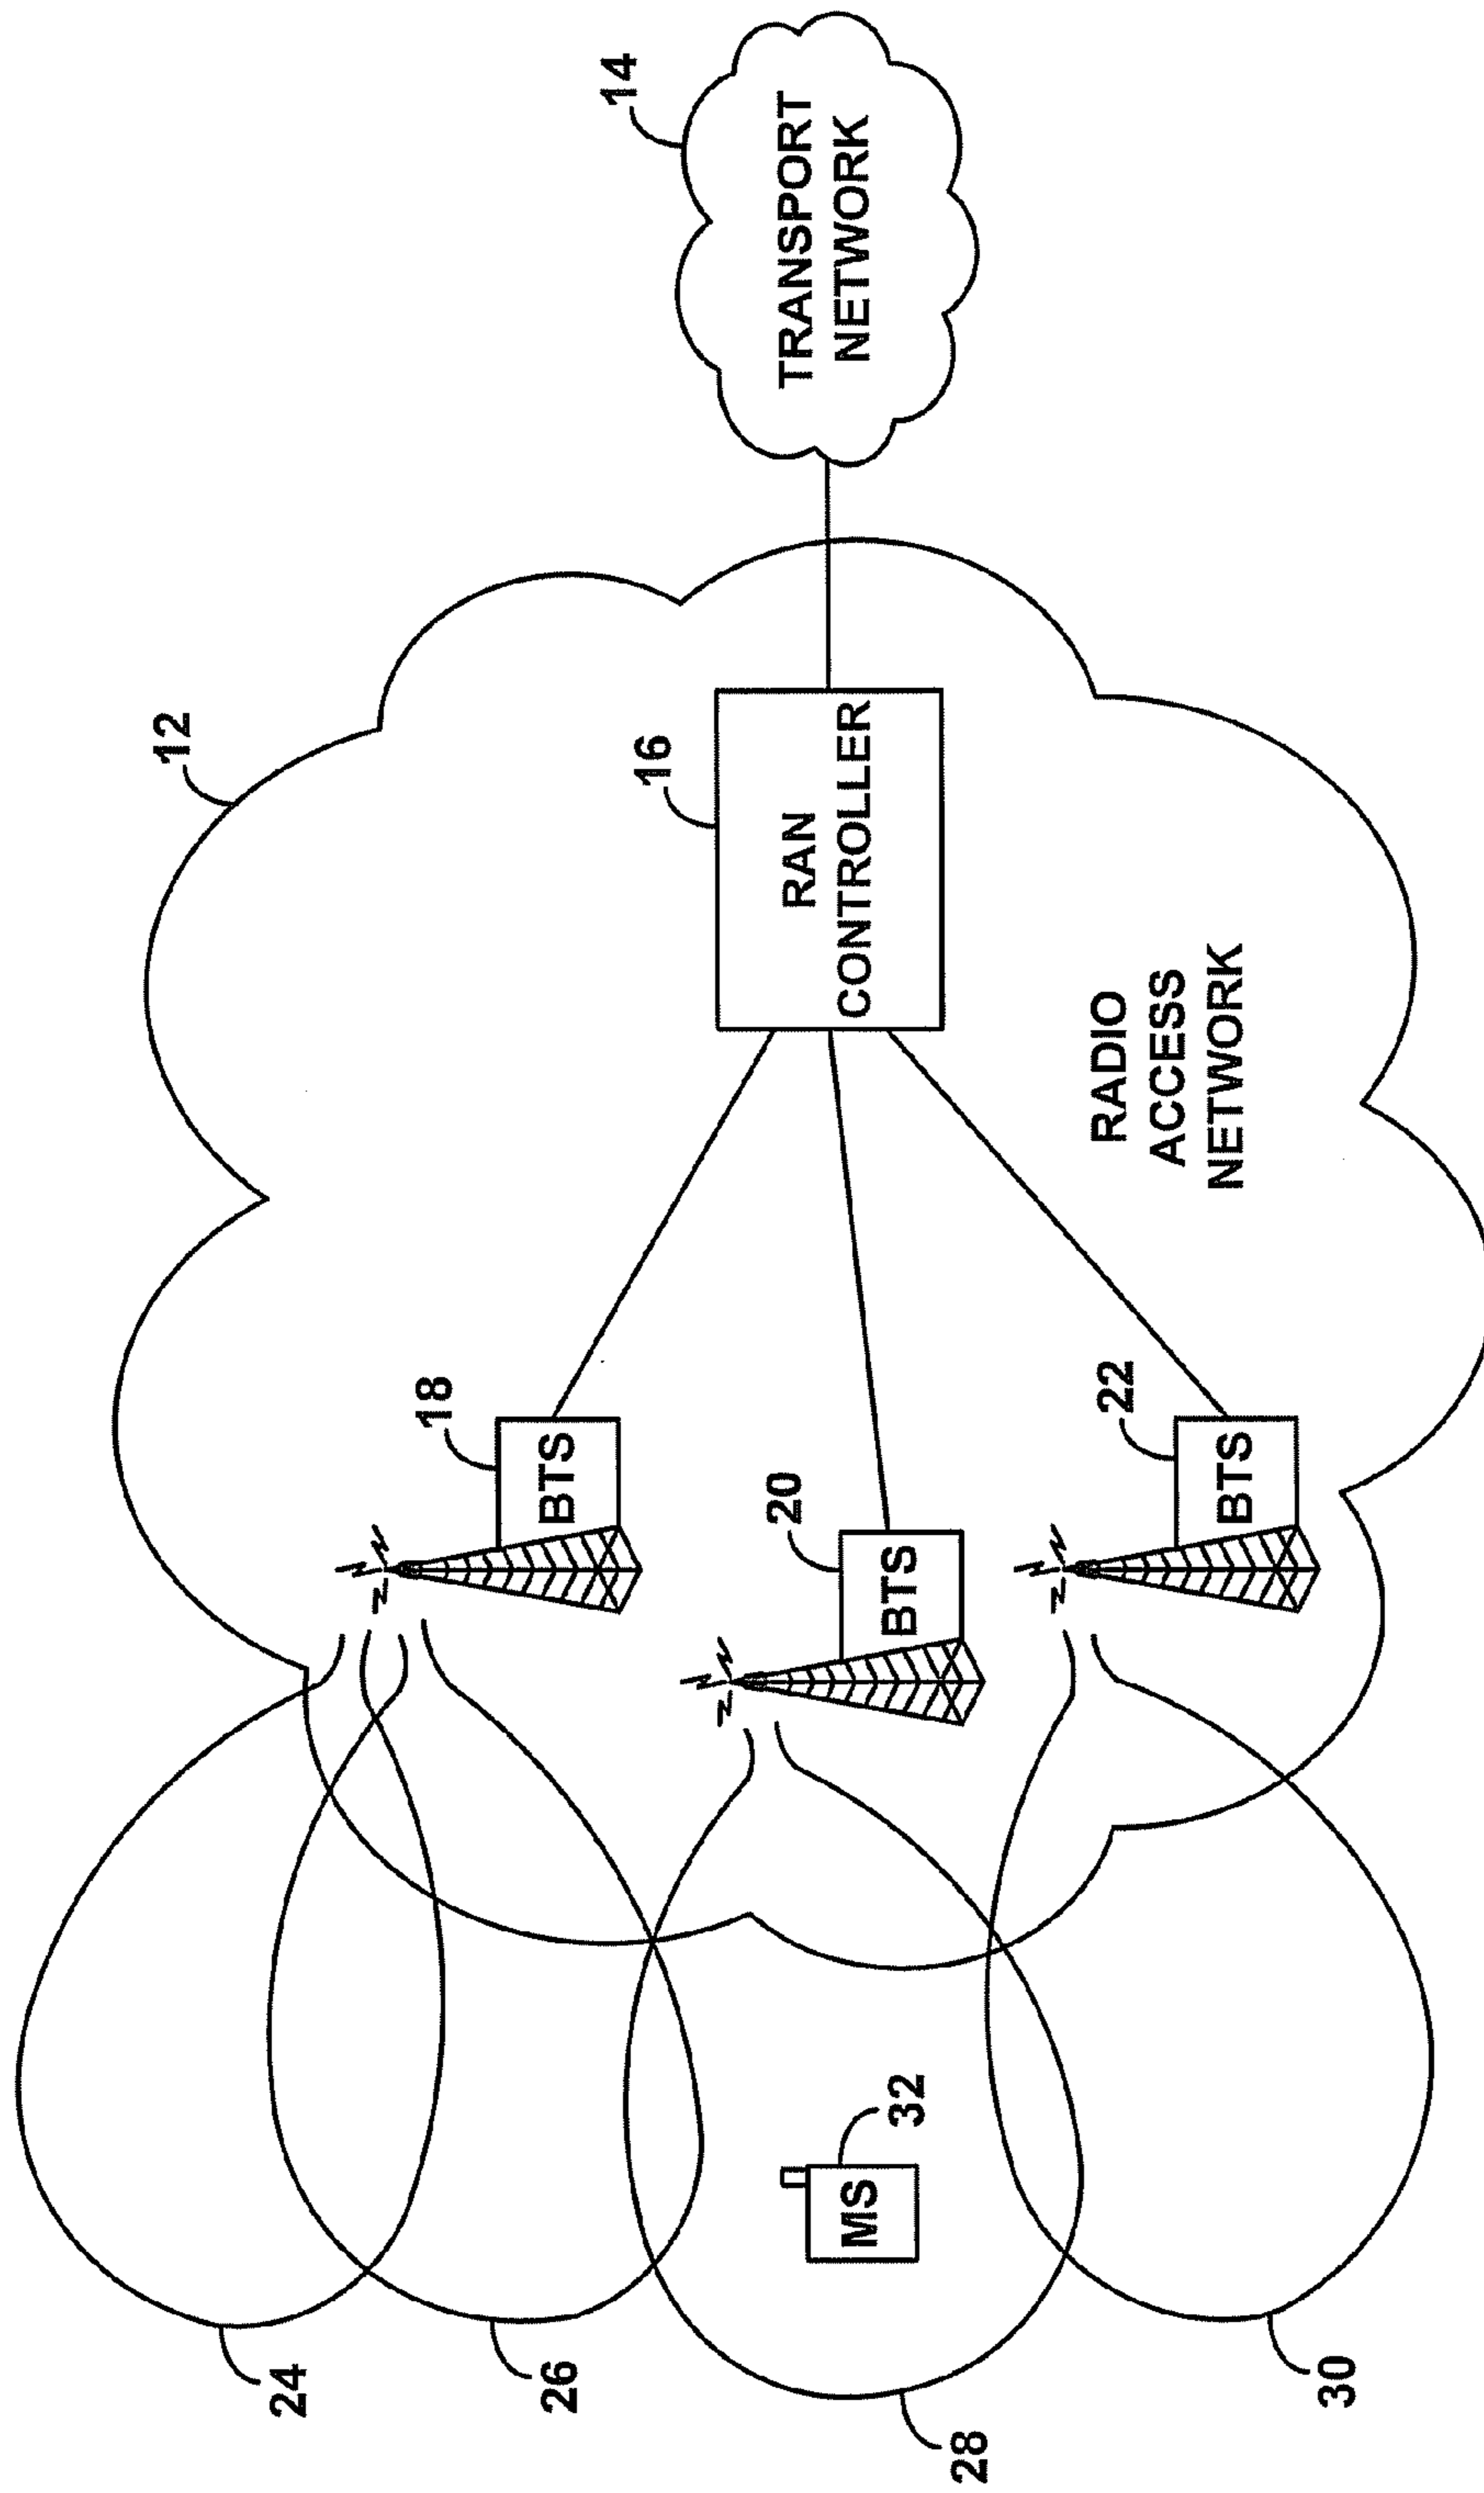 12
14
TRANSPORT
NETWORK
16
RAN
CONTROLLER
RADIO
ACCESS
NETWORK
18
BTS
20
BTS
22
BTS
MS
32
24
26
28
30